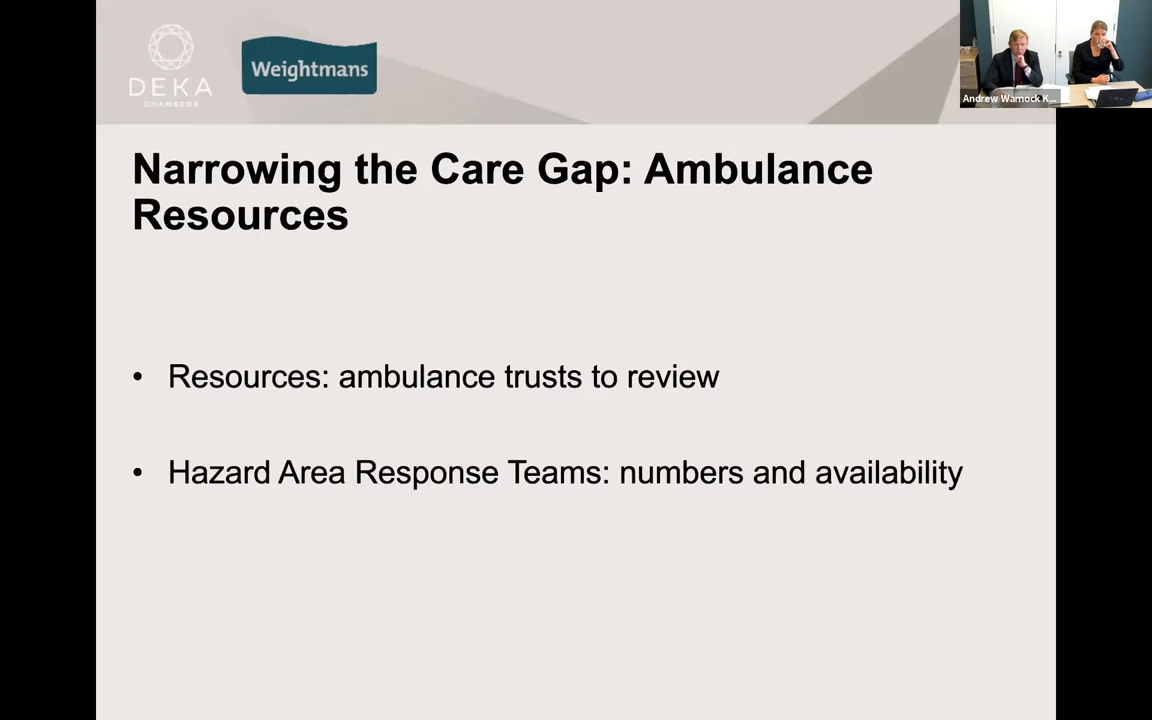 DEKA
CHAMBERS
Weightmans
Andrew Warnock K...
Narrowing the Care Gap: Ambulance
Resources
• Resources: ambulance trusts to review
• Hazard Area Response Teams: numbers and availability